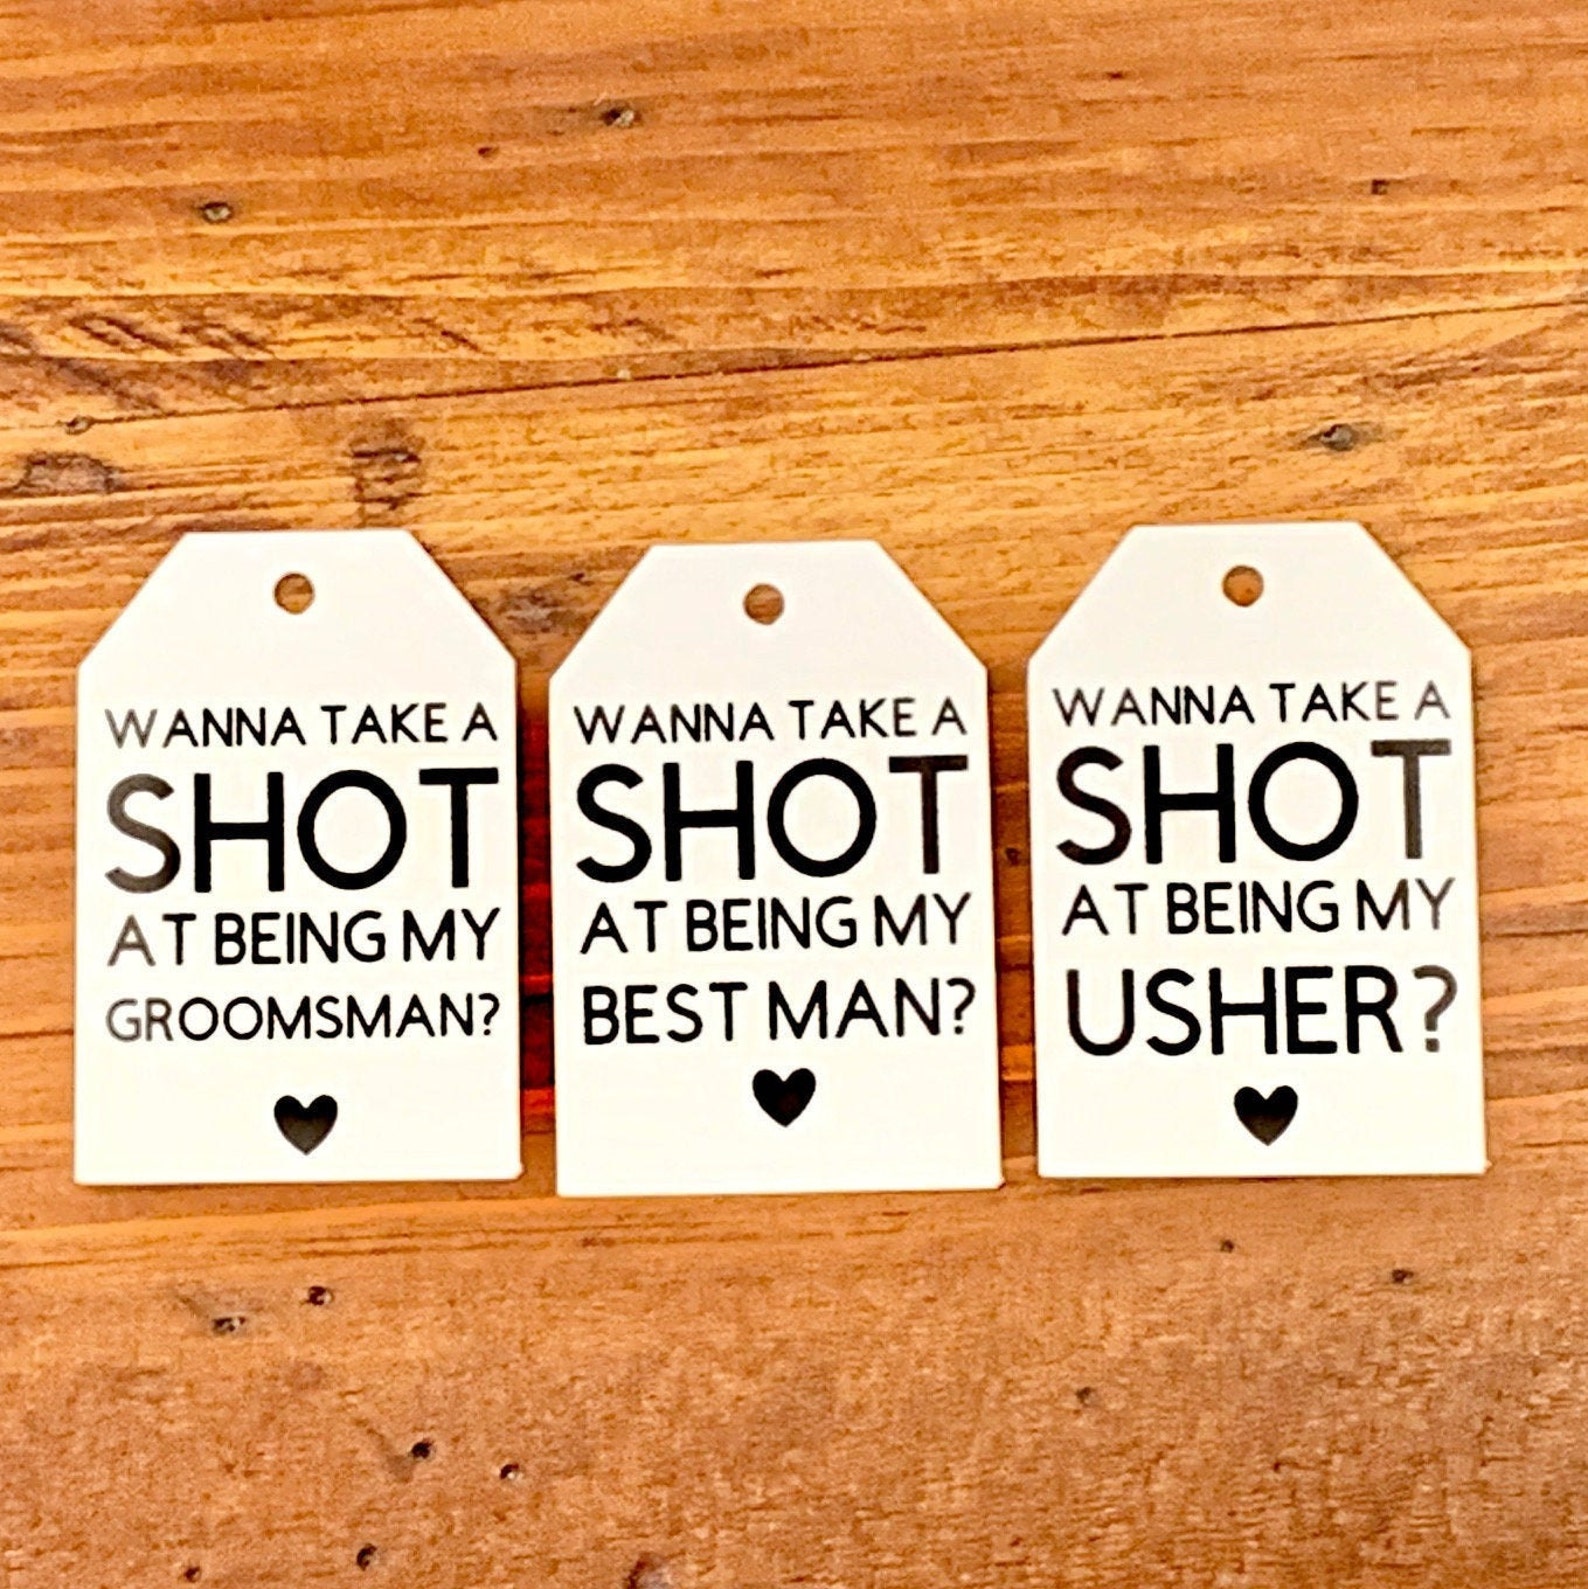 WANNA TAKE A
SHOT
AT BEING MY
GROOMSMAN?
WANNA TAKE A
SHOT
AT BEING MY
BEST MAN?
WANNA TAKE A
SHOT
AT BEING MY
USHER?